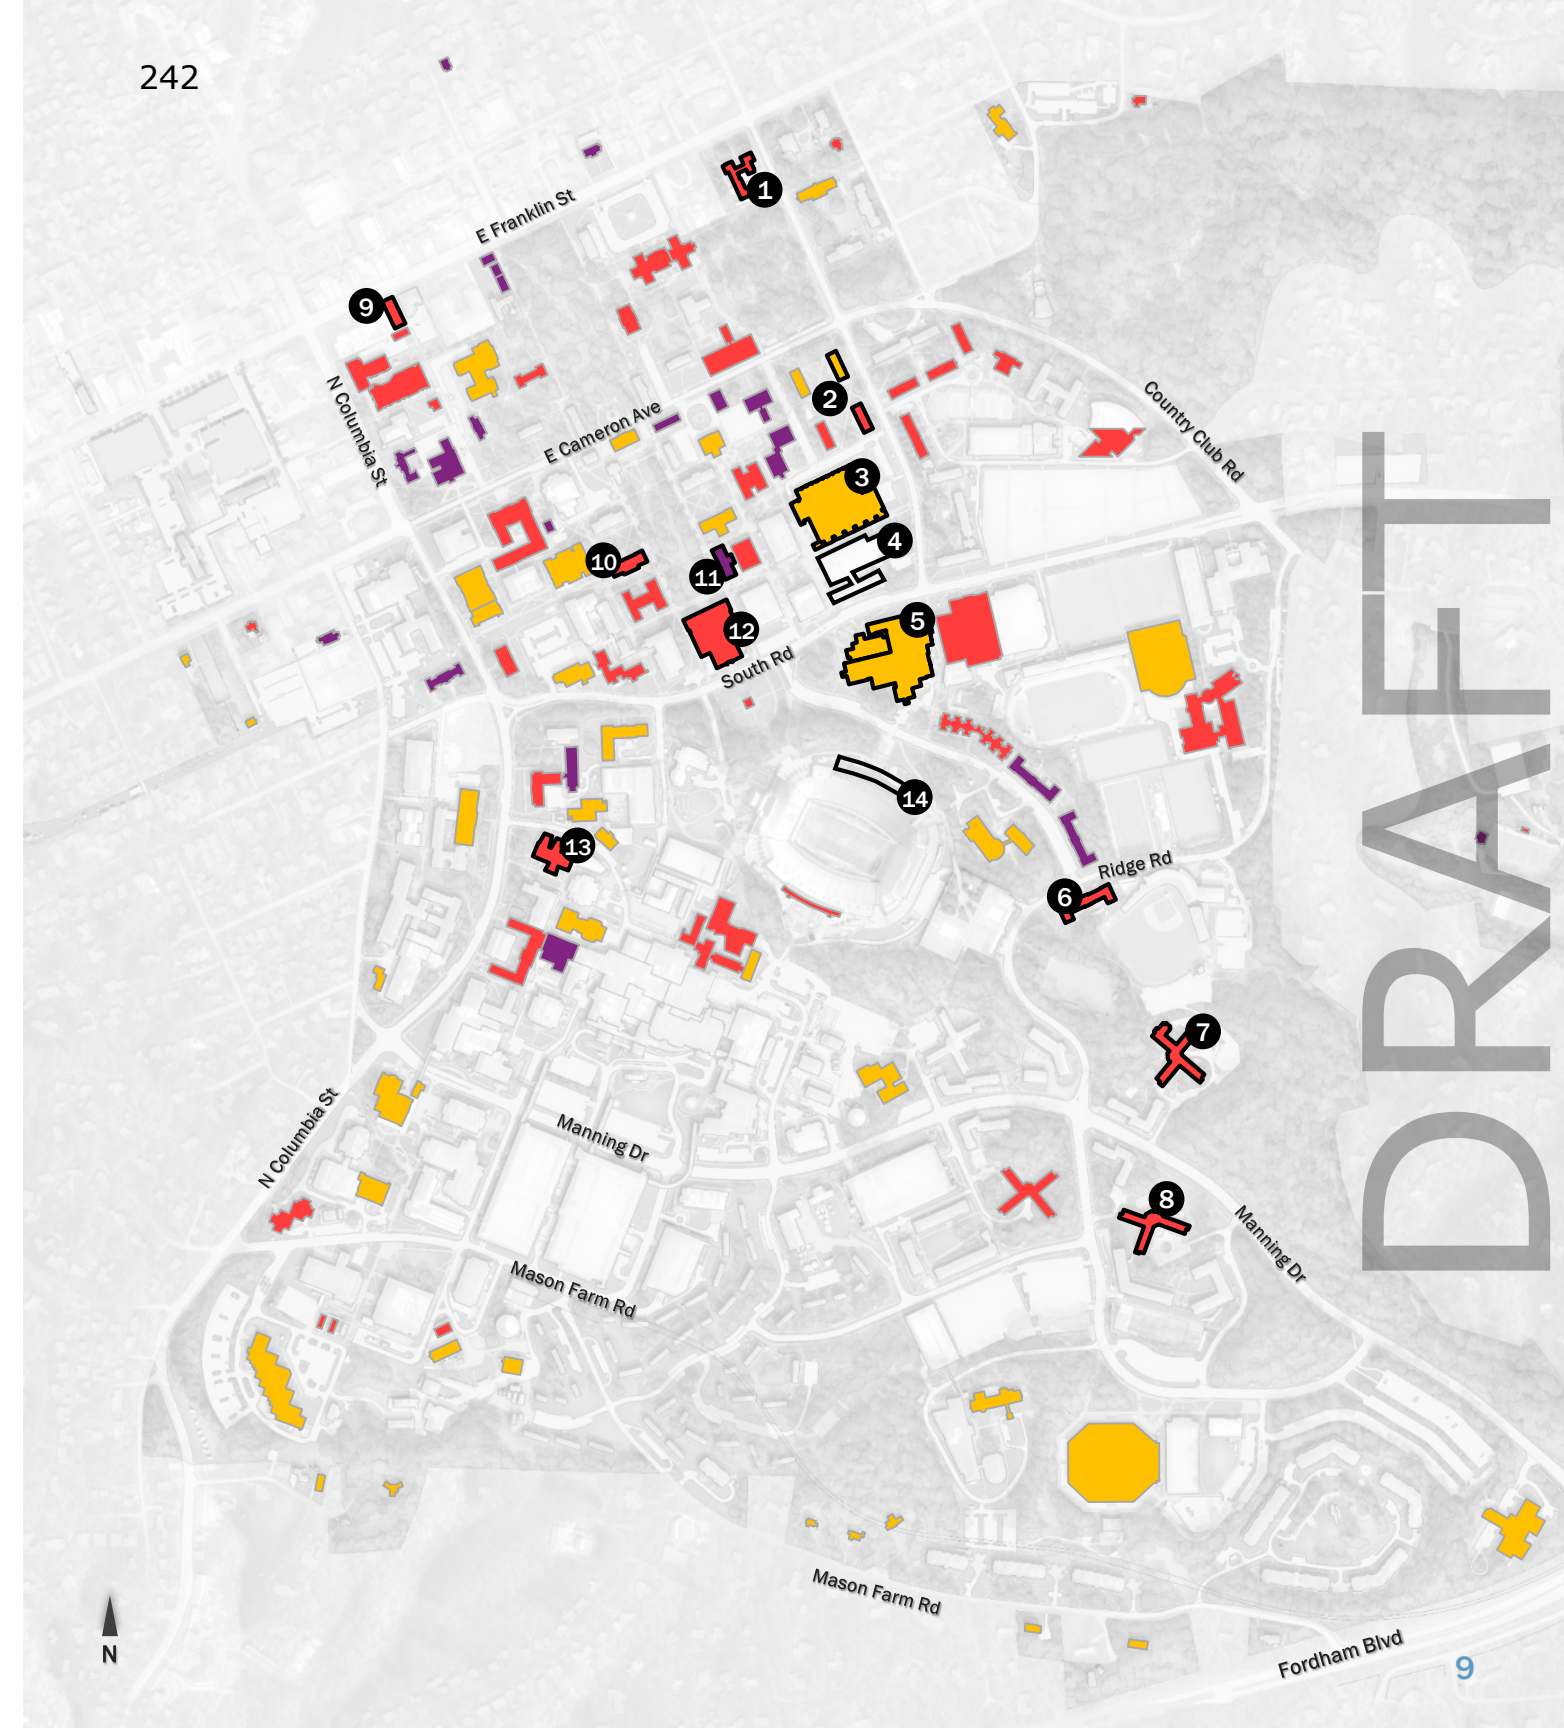 242
1
E Franklin St
9
N Columbia St
2
E Cameron Ave
Country Club Rd
3
4
10
11
12
5
South Rd
14
13
Ridge Rd
6
7
N Columbia St
Manning Dr
8
Manning Dr
Mason Farm Rd
Mason Farm Rd
Fordham Blvd
N
9
DRAFT